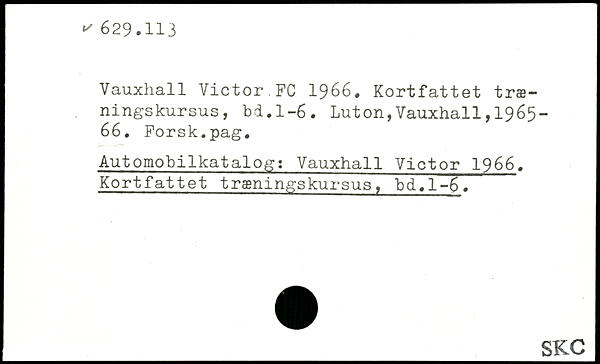 ✓ 629.113
Vauxhall Victor FC 1966. Kortfattet træ-
ningskursus, bd.1-6. Luton,Vauxhall,1965-
66. Forsk.pag.
Automobilkatalog: Vauxhall Victor 1966.
Kortfattet træningskursus, bd.1-6.
SKC